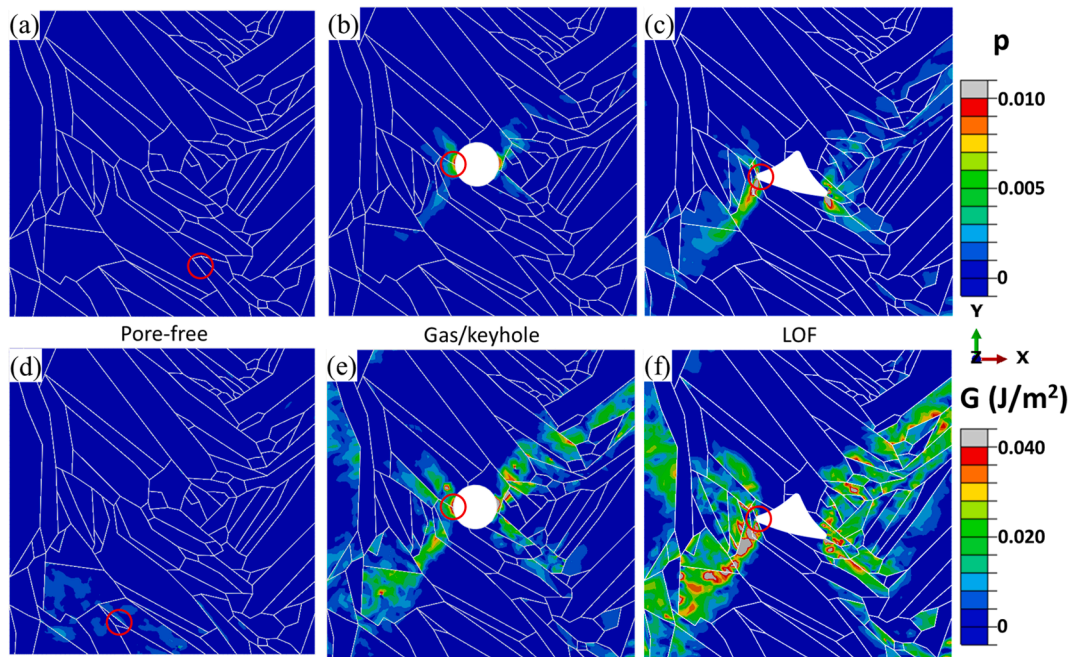 (a)
(b)
(c)
p
0.010
0.005
0
Pore-free
Gas/keyhole
LOF
Y
Z
X
(d)
(e)
(f)
G (J/m²)
0.040
0.020
0